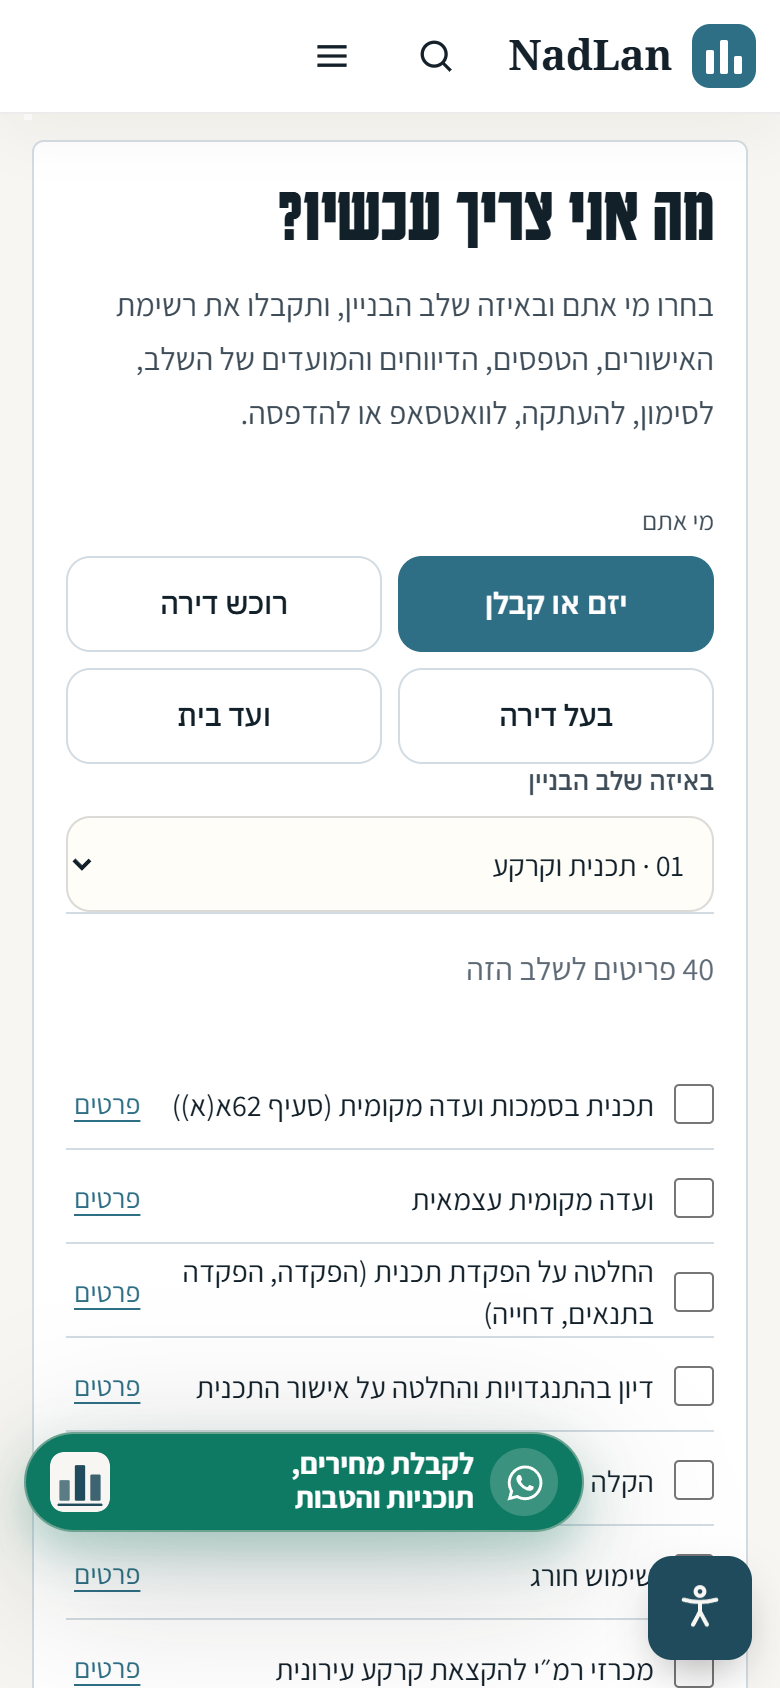 NadLan
מה אני צריך עכשיו?
בחרו מי אתם ובאיזה שלב הבניין, ותקבלו את רשימת
האישורים, הטפסים, הדיווחים והמועדים של השלב,
לסימון, להעתקה, לוואטסאפ או להדפסה.
מי אתם
יזם או קבלן
רוכש דירה
בעל דירה
ועד בית
באיזה שלב הבניין
01 · תכנית וקרקע
40 פריטים לשלב הזה
תכנית בסמכות ועדה מקומית (סעיף 62א(א)) פרטים
ועדה מקומית עצמאית פרטים
החלטה על הפקדת תכנית (הפקדה, הפקדה
בתנאים, דחייה) פרטים
דיון בהתנגדויות והחלטה על אישור התכנית פרטים
הקלה
לקבלת מחירים,
תוכניות והטבות
שימוש חורג פרטים
מכרזי רמ״י להקצאת קרקע עירונית פרטים